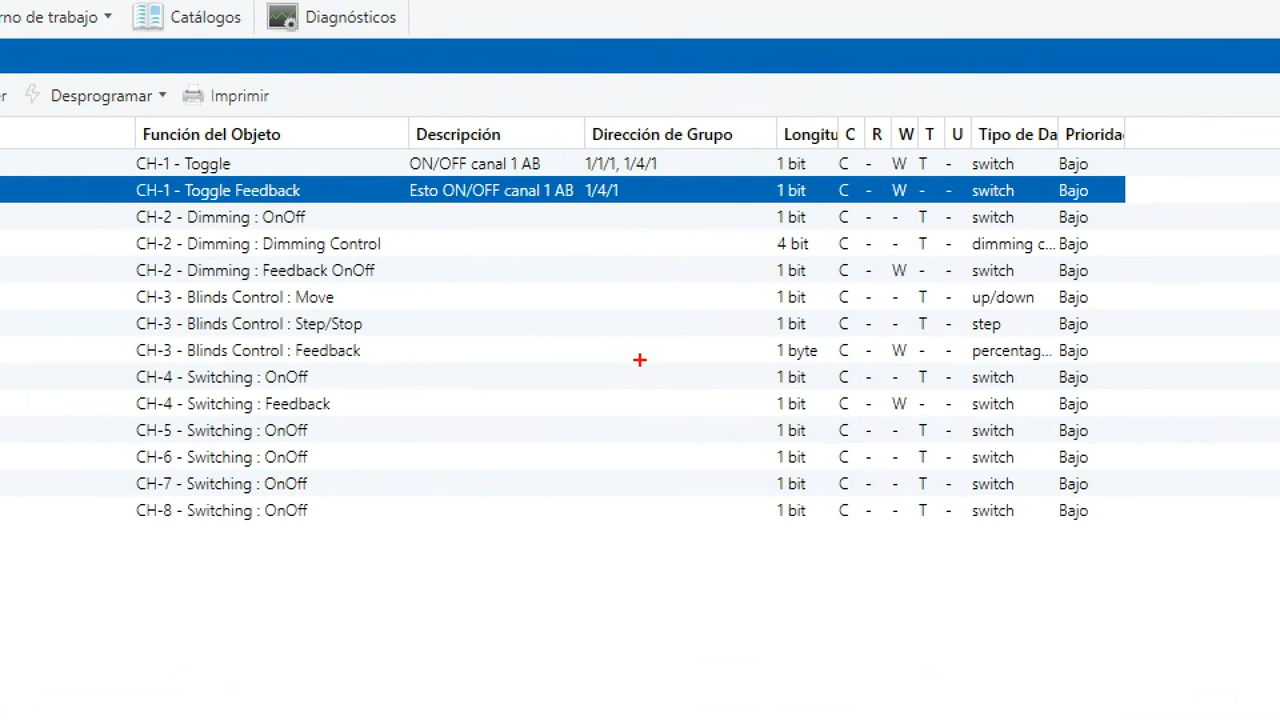 rno de trabajo Catálogos Diagnósticos
r Desprogramar Imprimir
Función del Objeto Descripción Dirección de Grupo Longitu C R W T U Tipo de Da Priorida
CH-1 - Toggle ON/OFF canal 1 AB 1/1/1, 1/4/1 1 bit C - W T - switch Bajo
CH-1 - Toggle Feedback Esto ON/OFF canal 1 AB 1/4/1 1 bit C - W - - switch Bajo
CH-2 - Dimming : OnOff 1 bit C - - T - switch Bajo
CH-2 - Dimming : Dimming Control 4 bit C - - T - dimming c... Bajo
CH-2 - Dimming : Feedback OnOff 1 bit C - W - - switch Bajo
CH-3 - Blinds Control : Move 1 bit C - - T - up/down Bajo
CH-3 - Blinds Control : Step/Stop 1 bit C - - T - step Bajo
CH-3 - Blinds Control : Feedback 1 byte C - W - - percentag... Bajo
CH-4 - Switching : OnOff 1 bit C - - T - switch Bajo
CH-4 - Switching : Feedback 1 bit C - W - - switch Bajo
CH-5 - Switching : OnOff 1 bit C - - T - switch Bajo
CH-6 - Switching : OnOff 1 bit C - - T - switch Bajo
CH-7 - Switching : OnOff 1 bit C - - T - switch Bajo
CH-8 - Switching : OnOff 1 bit C - - T - switch Bajo